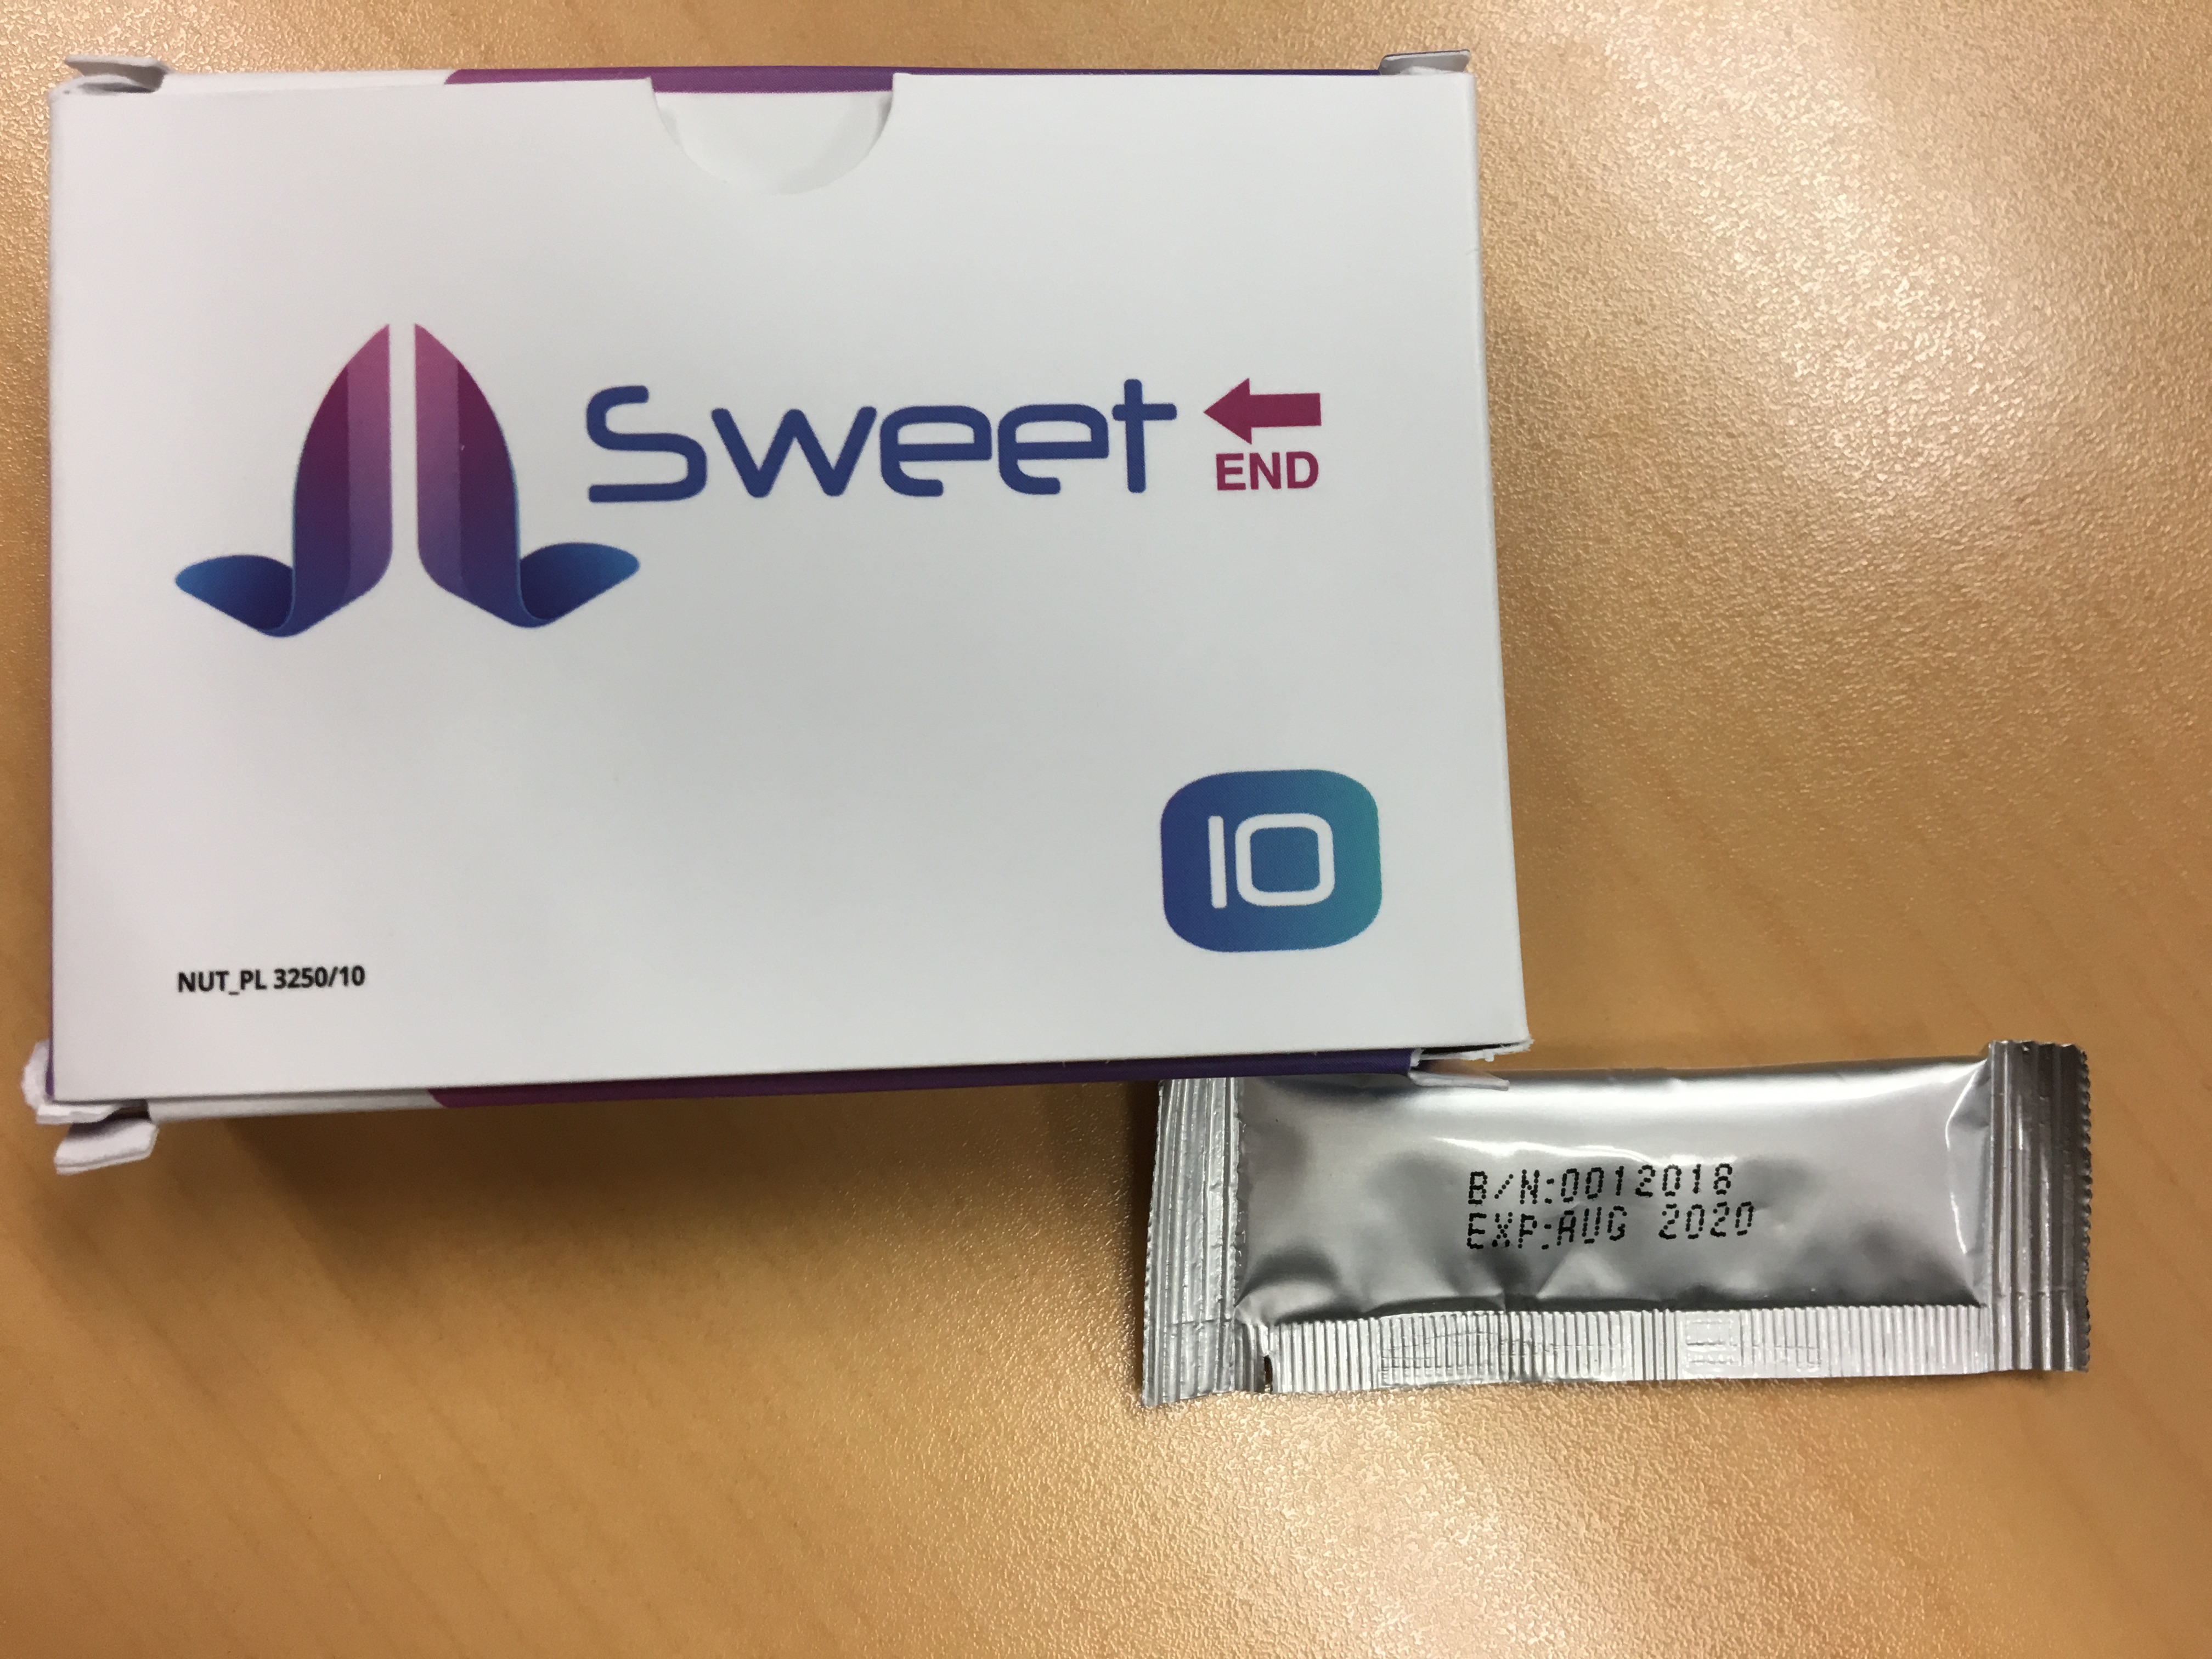 Sweet
END
10
NUT_PL 3250/10
B/N:0012018
EXP:AUG 2020